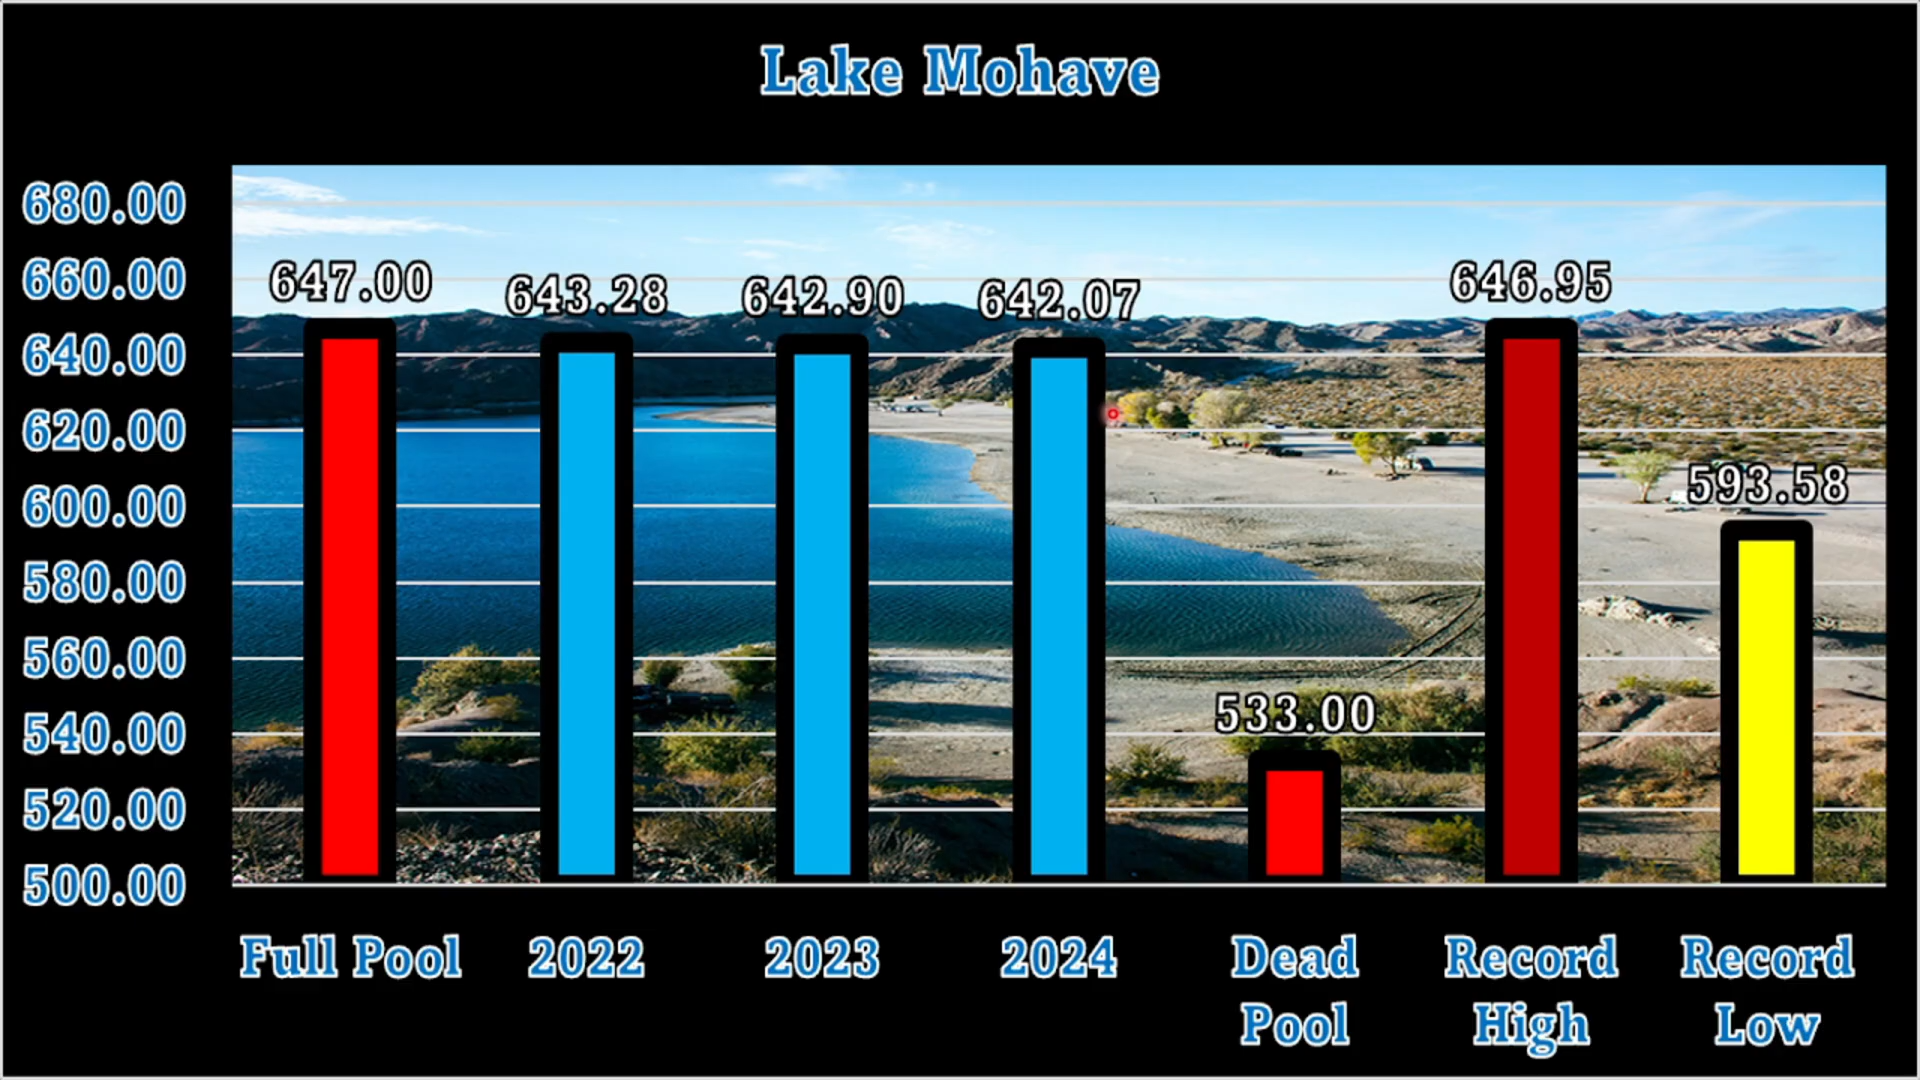 Lake Mohave
680.00
660.00
640.00
620.00
600.00
580.00
560.00
540.00
520.00
500.00
647.00
643.28
642.90
642.07
533.00
646.95
593.58
Full Pool
2022
2023
2024
Dead
Pool
Record
High
Record
Low